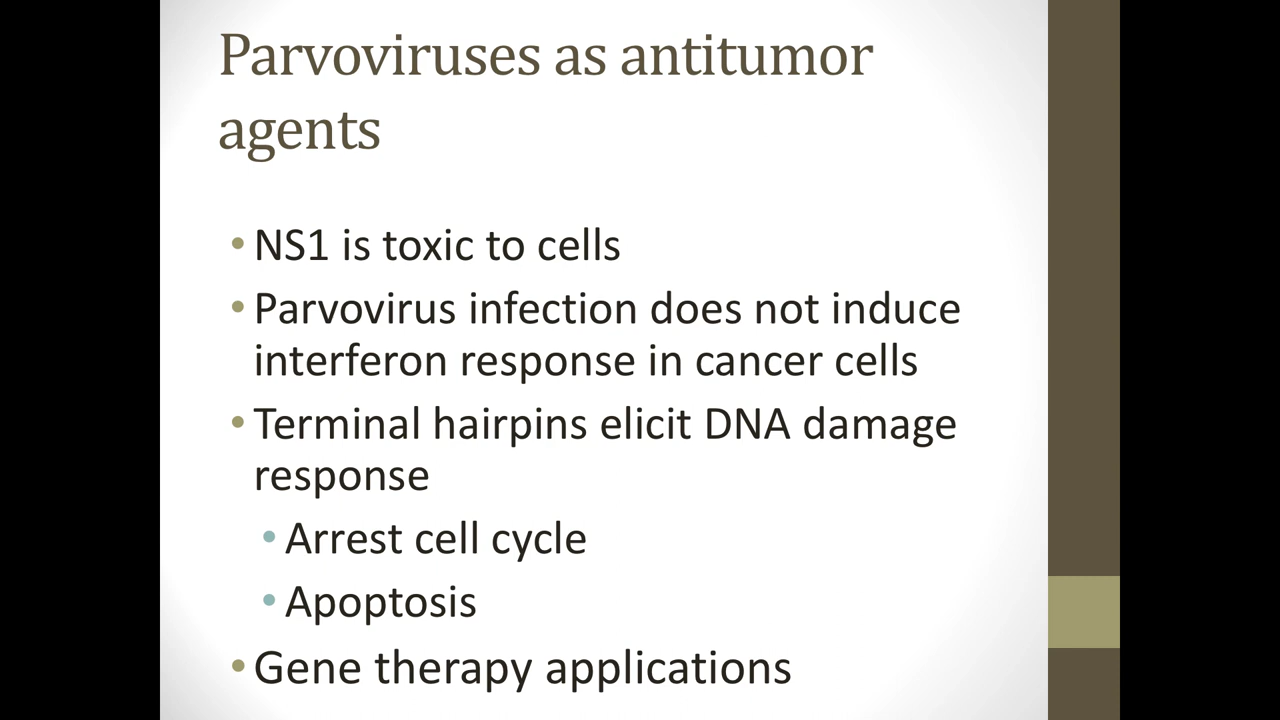 Parvoviruses as antitumor
agents
• NS1 is toxic to cells
• Parvovirus infection does not induce
interferon response in cancer cells
• Terminal hairpins elicit DNA damage
response
• Arrest cell cycle
• Apoptosis
• Gene therapy applications